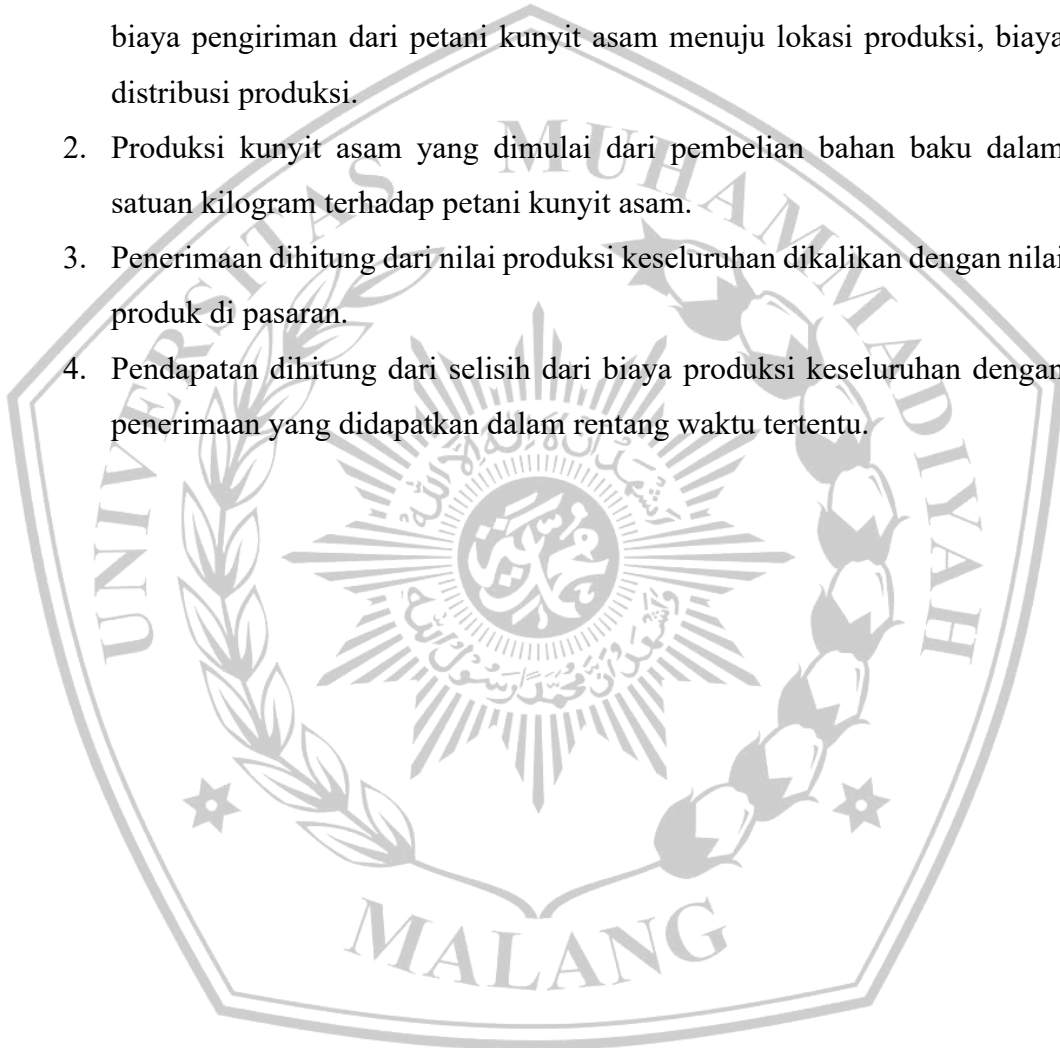 biaya pengiriman dari petani kunyit asam menuju lokasi produksi, biaya
distribusi produksi.
2. Produksi kunyit asam yang dimulai dari pembelian bahan baku dalam
satuan kilogram terhadap petani kunyit asam.
3. Penerimaan dihitung dari nilai produksi keseluruhan dikalikan dengan nilai
produk di pasaran.
4. Pendapatan dihitung dari selisih dari biaya produksi keseluruhan dengan
penerimaan yang didapatkan dalam rentang waktu tertentu.
UNIVERSITAS MUHAMMADIYAH
MALANG